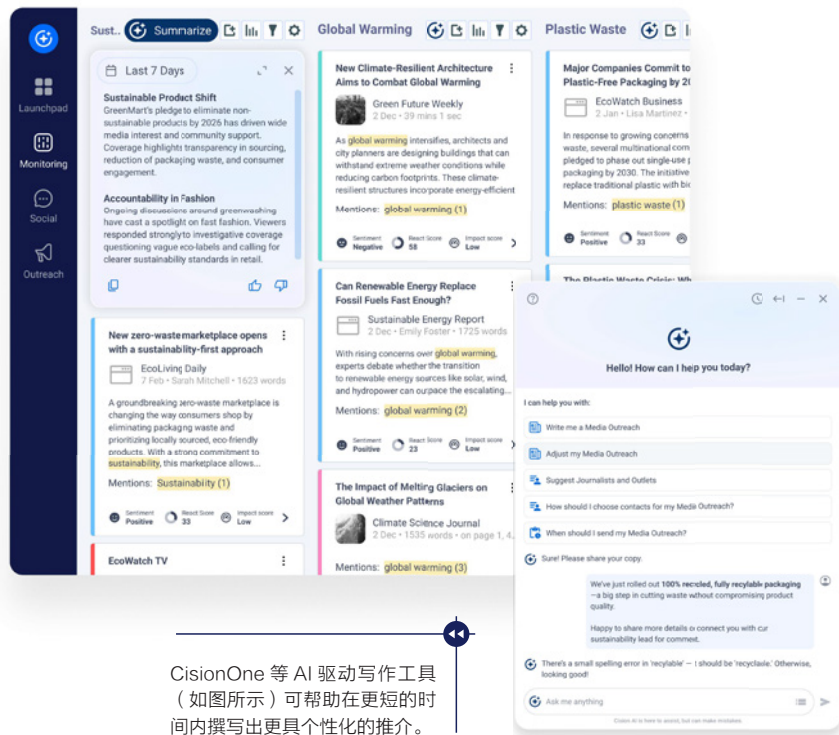 Sust..
Summarize
Last 7 Days
Sustainable Product Shift
GreenMart's pledge to eliminate non-
sustainable products by 2026 has driven wide
media interest and community support.
Coverage highlights transparency in sourcing,
reduction of packaging waste, and consumer
engagement.
Accountability in Fashion
Ongoing discussions around greenwashing
have cast a spotlight on fast fashion. Viewers
responded strongly to investigative coverage
questioning vague eco-labels and calling for
clearer sustainability standards in retail.
New zero-waste marketplace opens
with a sustainability-first approach
EcoLiving Daily
7 Feb • Sarah Mitchell • 1623 words
A groundbreaking zero-waste marketplace is
changing the way consumers shop by
eliminating packaging waste and
prioritizing locally sourced, eco-friendly
products. With a strong commitment to
sustainability, this marketplace allows...
Mentions: Sustainability (1)
Sentiment Positive
React Score 33
Impact score Low
EcoWatch TV
Launchpad
Monitoring
Social
Outreach
Global Warming
New Climate-Resilient Architecture
Aims to Combat Global Warming
Green Future Weekly
2 Dec • 39 mins 1 sec
As global warming intensifies, architects and
city planners are designing buildings that can
withstand extreme weather conditions while
reducing carbon footprints. These climate-
resilient structures incorporate energy-efficient
Mentions: global warming (1)
Sentiment Negative
React Score 58
Impact score Low
Can Renewable Energy Replace
Fossil Fuels Fast Enough?
Sustainable Energy Report
2 Dec • Emily Foster • 1725 words
With rising concerns over global warming,
experts debate whether the transition
to renewable energy sources like solar, wind,
and hydropower can outpace the escalating...
Mentions: global warming (2)
Sentiment Positive
React Score 23
Impact score Low
The Impact of Melting Glaciers on
Global Weather Patterns
Climate Science Journal
2 Dec • 1535 words • on page 1, 4,
Mentions: global warming (3)
Plastic Waste
Major Companies Commit to
Plastic-Free Packaging by 20
EcoWatch Business
2 Jan • Lisa Martinez •
In response to growing concerns
waste, several multinational com
pledged to phase out single-use p
packaging by 2030. The initiative
replace traditional plastic with bio
Mentions: plastic waste (1)
Sentiment Positive
React Score 33
The Plastic Waste Crisis: Wh
Hello! How can I help you today?
I can help you with:
Write me a Media Outreach
Adjust my Media Outreach
Suggest Journalists and Outlets
How should I choose contacts for my Media Outreach?
When should I send my Media Outreach?
Sure! Please share your copy.
We've just rolled out 100% recycled, fully recylable packaging
—a big step in cutting waste without compromising product
quality.
Happy to share more details or connect you with our
sustainability lead for comment.
There's a small spelling error in 'recylable' — I should be 'recyclable.' Otherwise,
looking good!
Ask me anything
Cision AI is here to assist, but can make mistakes.
CisionOne 等 AI 驱动写作工具
（如图所示）可帮助在更短的时
间内撰写出更具个性化的推介。